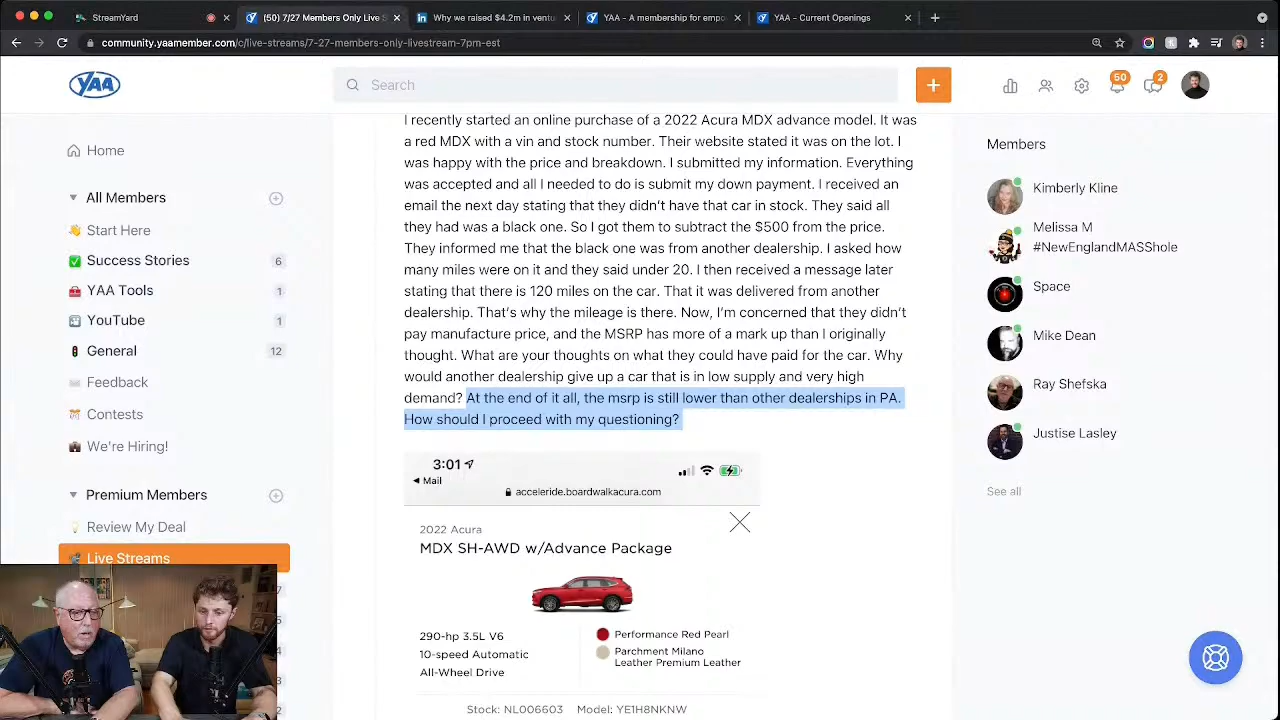 StreamYard
(50) 7/27 Members Only Live S
Why we raised $4.5m in ventu
YAA - A membership for empo
YAA - Current Openings
community.yaamember.com/c/live-streams/7-27-members-only-livestream-7pm-est
YAA
Search
50
2
Home
All Members
Start Here
Success Stories 6
YAA Tools 1
YouTube 1
General 12
Feedback
Contests
We're Hiring!
Premium Members
Review My Deal
Live Streams
I recently started an online purchase of a 2022 Acura MDX advance model. It was
a red MDX with a vin and stock number. Their website stated it was on the lot. I
was happy with the price and breakdown. I submitted my information. Everything
was accepted and all I needed to do is submit my down payment. I received an
email the next day stating that they didn't have that car in stock. They said all
they had was a black one. So I got them to subtract the $500 from the price.
They informed me that the black one was from another dealership. I asked how
many miles were on it and they said under 20. I then received a message later
stating that there is 120 miles on the car. That it was delivered from another
dealership. That's why the mileage is there. Now, I'm concerned that they didn't
pay manufacture price, and the MSRP has more of a mark up than I originally
thought. What are your thoughts on what they could have paid for the car. Why
would another dealership give up a car that is in low supply and very high
demand? At the end of it all, the msrp is still lower than other dealerships in PA.
How should I proceed with my questioning?
3:01
Mail
acceleride.boardwalkacura.com
2022 Acura
MDX SH-AWD w/Advance Package
290-hp 3.5L V6
10-speed Automatic
All-Wheel Drive
Performance Red Pearl
Parchment Milano
Leather Premium Leather
Stock: NL006603 Model: YE1H8NKNW
Members
Kimberly Kline
Melissa M
#NewEnglandMASShole
Space
Mike Dean
Ray Shefska
Justise Lasley
See all